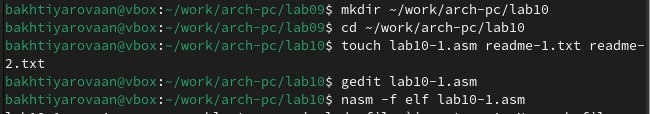 bakhtiyarovaan@vbox:~/work/arch-pc/lab09$ mkdir ~/work/arch-pc/lab10
bakhtiyarovaan@vbox:~/work/arch-pc/lab09$ cd ~/work/arch-pc/lab10
bakhtiyarovaan@vbox:~/work/arch-pc/lab10$ touch lab10-1.asm readme-1.txt readme-
2.txt
bakhtiyarovaan@vbox:~/work/arch-pc/lab10$ gedit lab10-1.asm
bakhtiyarovaan@vbox:~/work/arch-pc/lab10$ nasm -f elf lab10-1.asm